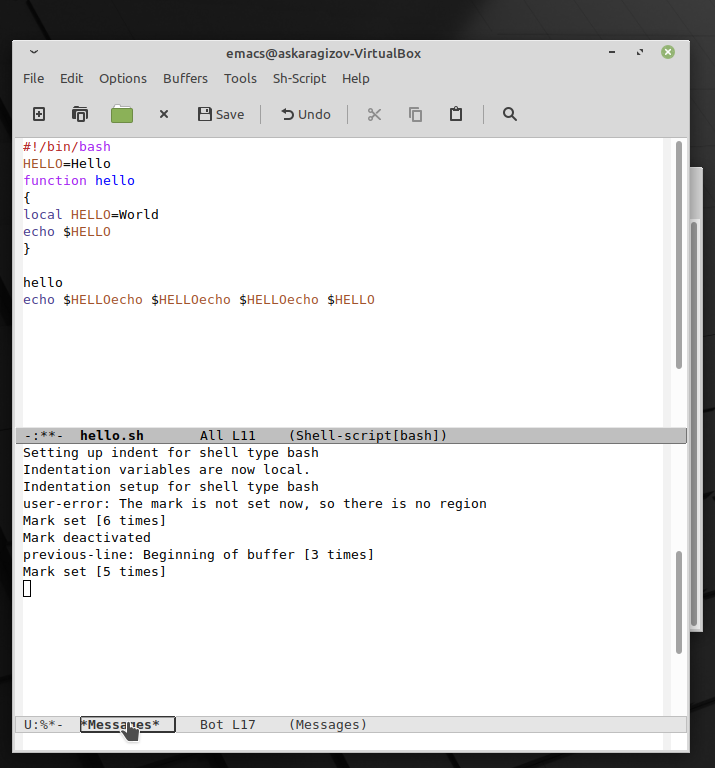 emacs@askaragizov-VirtualBox
File Edit Options Buffers Tools Sh-Script Help
Save Undo
#!/bin/bash
HELLO=Hello
function hello
{
local HELLO=World
echo $HELLO
}
hello
echo $HELLOecho $HELLOecho $HELLOecho $HELLO
-:**-  hello.sh       All L11    (Shell-script[bash])
Setting up indent for shell type bash
Indentation variables are now local.
Indentation setup for shell type bash
user-error: The mark is not set now, so there is no region
Mark set [6 times]
Mark deactivated
previous-line: Beginning of buffer [3 times]
Mark set [5 times]
U:%*-  *Messages*     Bot L17    (Messages)